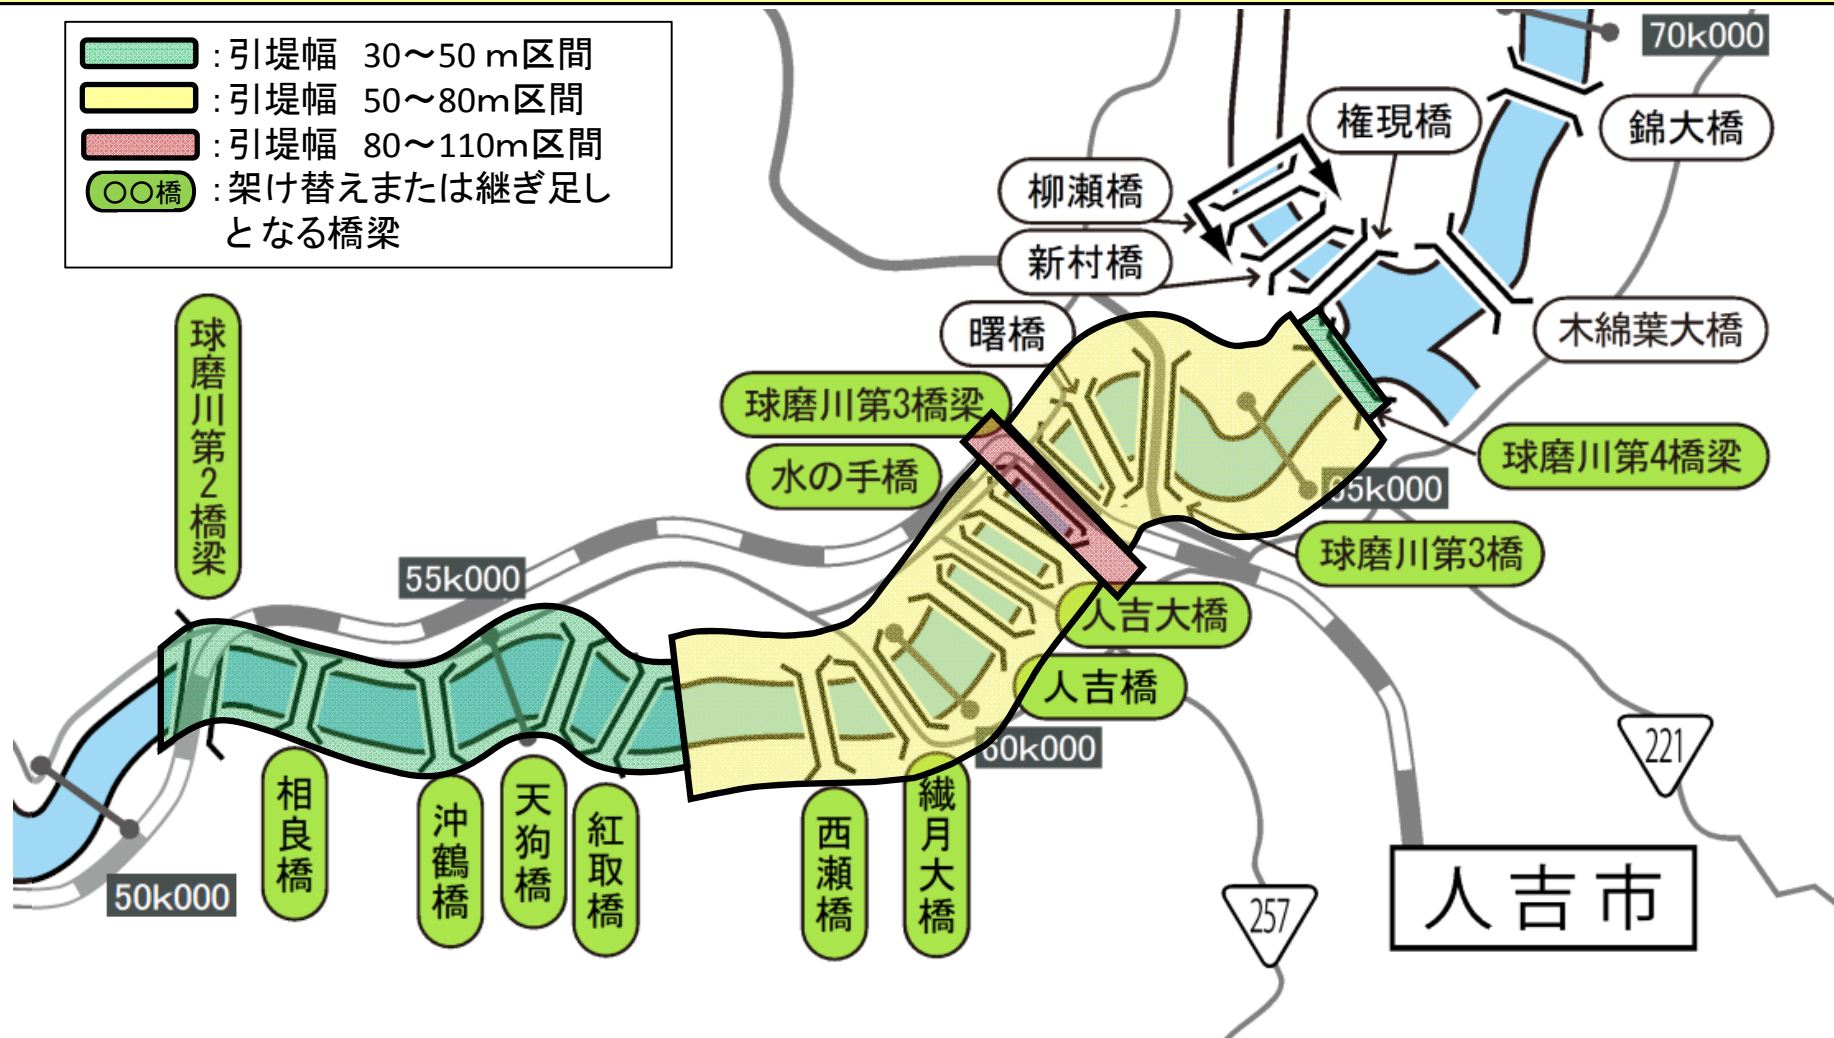 ：引堤幅　30～50ｍ区間
：引堤幅　50～80m区間
：引堤幅　80～110m区間
○○橋：架け替えまたは継ぎ足し
となる橋梁
70k000
錦大橋
権現橋
柳瀬橋
新村橋
曙橋
木綿葉大橋
球磨川第2橋梁
球磨川第3橋梁
水の手橋
球磨川第4橋梁
65k000
球磨川第3橋
55k000
人吉大橋
人吉橋
60k000
50k000
相良橋
沖鶴橋
天狗橋
紅取橋
西瀬橋
繊月大橋
221
257
人吉市